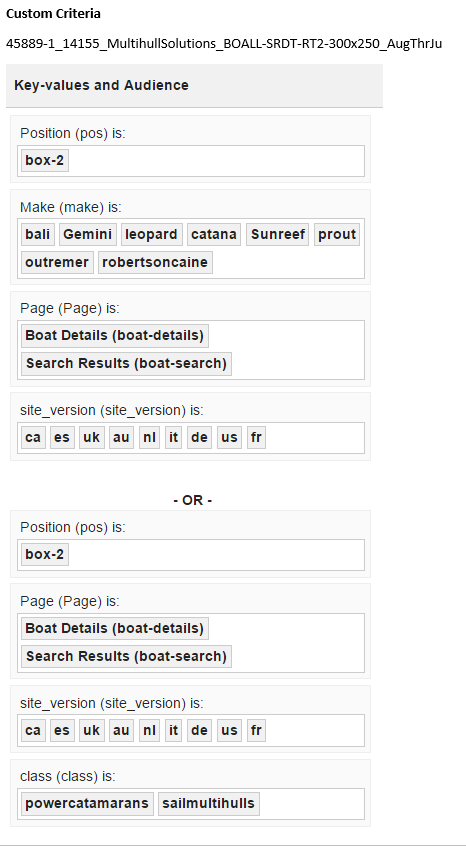 Custom Criteria
45889-1_14155_MultihullSolutions_BOALL-SRDT-RT2-300x250_AugThrJu
Key-values and Audience
Position (pos) is:
box-2
Make (make) is:
bali Gemini leopard catana Sunreef prout
outremer robertsoncaine
Page (Page) is:
Boat Details (boat-details)
Search Results (boat-search)
site_version (site_version) is:
ca es uk au nl it de us fr
- OR -
Position (pos) is:
box-2
Page (Page) is:
Boat Details (boat-details)
Search Results (boat-search)
site_version (site_version) is:
ca es uk au nl it de us fr
class (class) is:
powercatamarans sailmultihulls